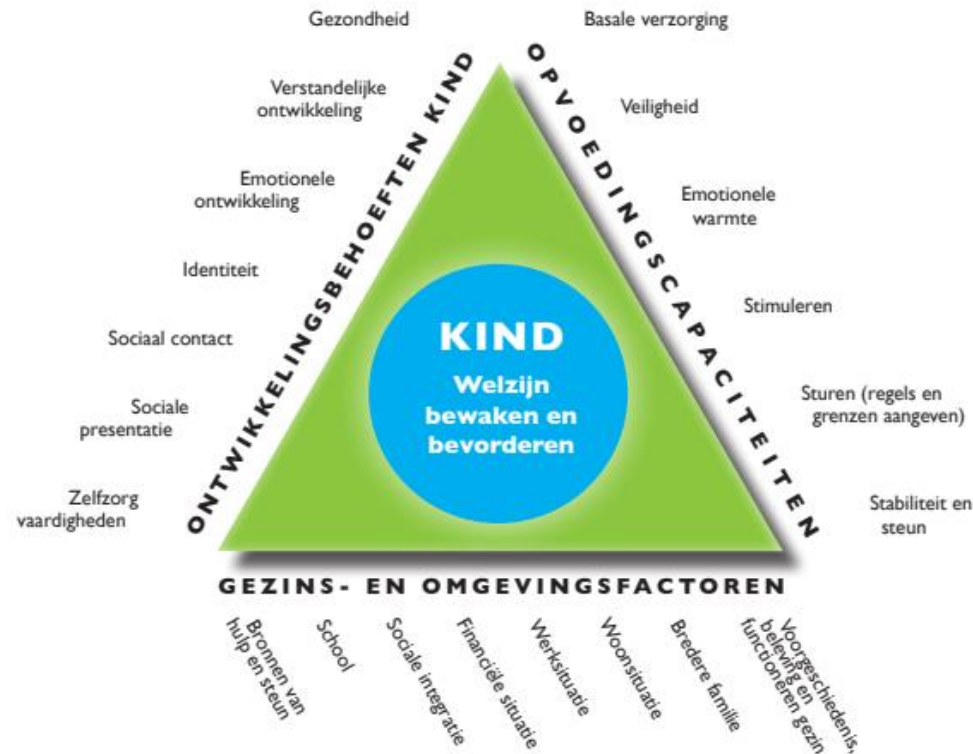 Gezondheid
Verstandelijke
ontwikkeling
Emotionele
ontwikkeling
Identiteit
Sociaal contact
Sociale
presentatie
Zelfzorg
vaardigheden
ONTWIKKELINGSBEHOEFTEN KIND
Basale verzorging
Veiligheid
Emotionele
warmte
Stimuleren
Sturen (regels en
grenzen aangeven)
Stabiliteit en
steun
OPVOEDINGSCAPACITEITEN
KIND
Welzijn
bewaken en
bevorderen
GEZINS- EN OMGEVINGSFACTOREN
Bronnen van
hulp en steun
School
Sociale integratie
Financiële situatie
Werksituatie
Woonsituatie
Bredere familie
Voorgeschiedenis,
beleving en
functioneren gezin